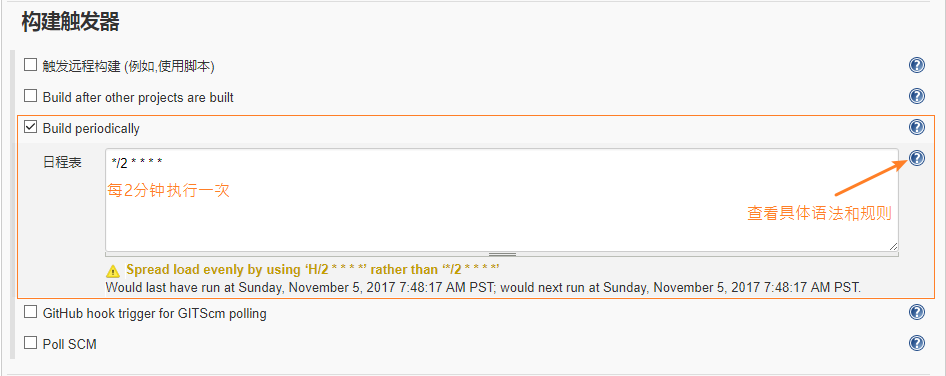 构建触发器
触发远程构建 (例如,使用脚本)
Build after other projects are built
Build periodically
日程表
*/2 * * * *
每2分钟执行一次
查看具体语法和规则
Spread load evenly by using ‘H/2 * * * *’ rather than ‘*/2 * * * *’
Would last have run at Sunday, November 5, 2017 7:48:17 AM PST; would next run at Sunday, November 5, 2017 7:48:17 AM PST.
GitHub hook trigger for GITScm polling
Poll SCM